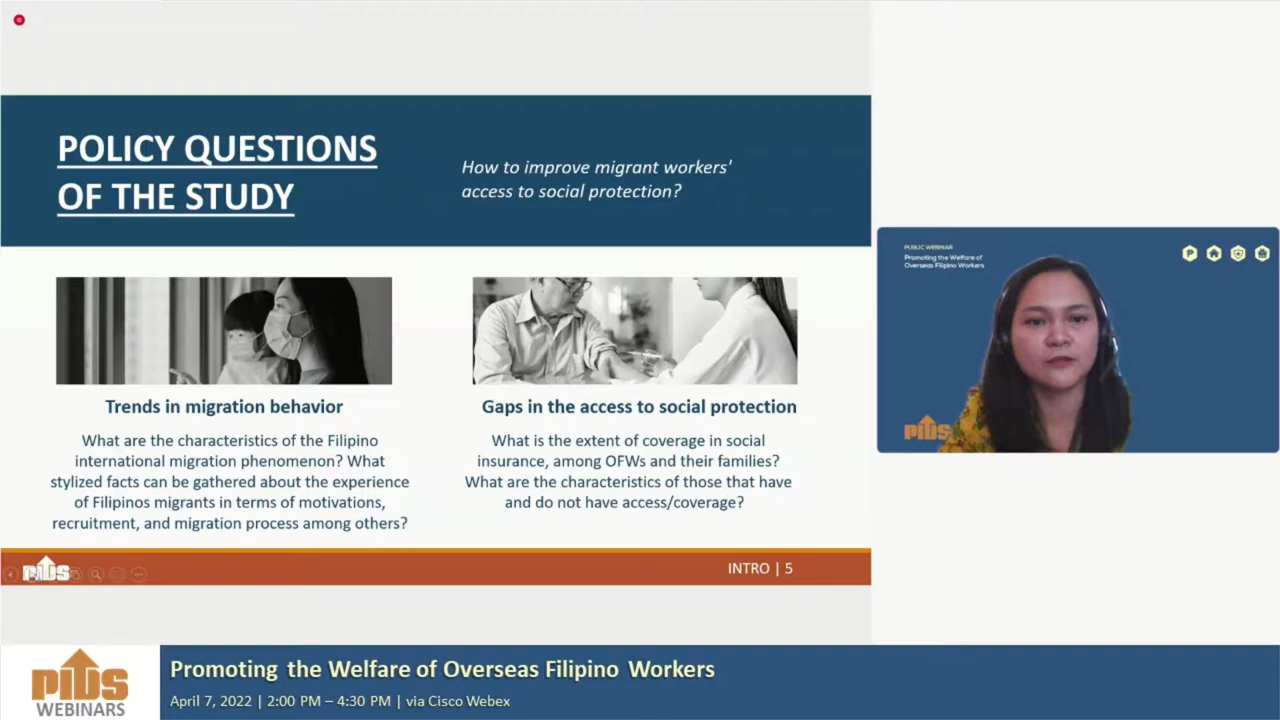 POLICY QUESTIONS
OF THE STUDY
How to improve migrant workers'
access to social protection?
Trends in migration behavior
What are the characteristics of the Filipino
international migration phenomenon? What
stylized facts can be gathered about the experience
of Filipinos migrants in terms of motivations,
recruitment, and migration process among others?
Gaps in the access to social protection
What is the extent of coverage in social
insurance, among OFWs and their families?
What are the characteristics of those that have
and do not have access/coverage?
PIDS
INTRO | 5
PUBLIC WEBINAR
Promoting the Welfare of
Overseas Filipino Workers
P
PIDS
PIDS
WEBINARS
Promoting the Welfare of Overseas Filipino Workers
April 7, 2022 | 2:00 PM – 4:30 PM | via Cisco Webex